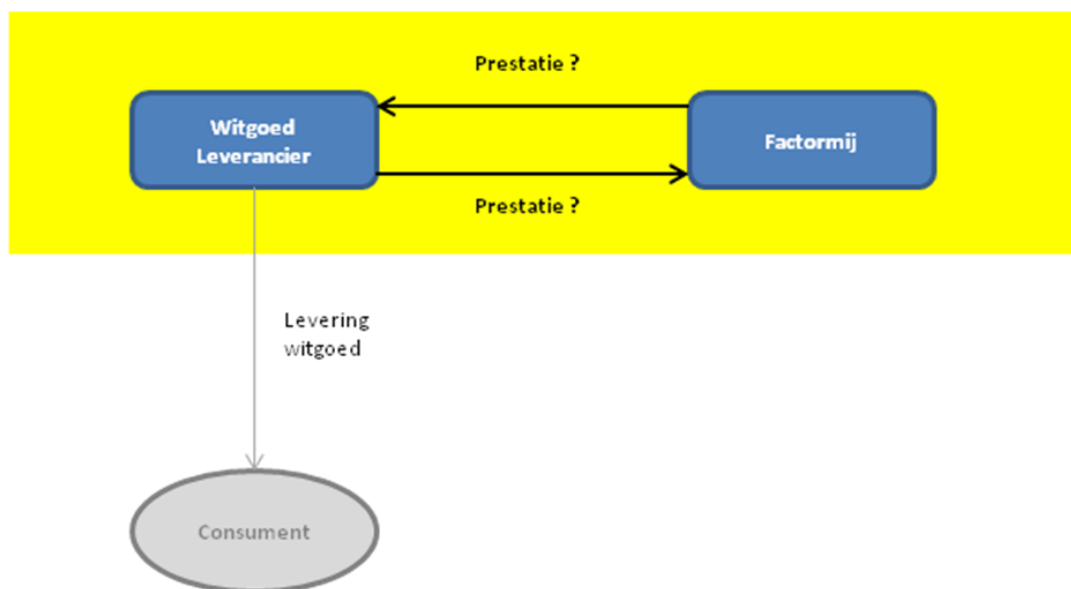 Prestatie ?
Witgoed
Leverancier
Factormij
Prestatie ?
Levering
witgoed
Consument